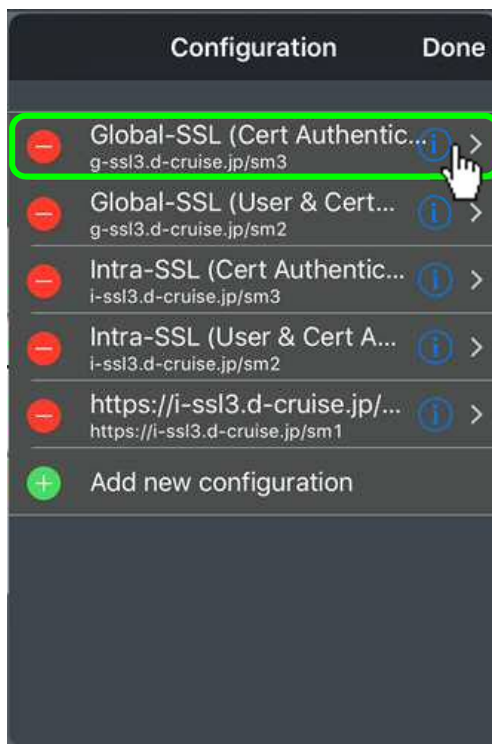 Configuration
Done
Global-SSL (Cert Authentic...
g-ssl3.d-cruise.jp/sm3
Global-SSL (User & Cert...
g-ssl3.d-cruise.jp/sm2
Intra-SSL (Cert Authentic...
i-ssl3.d-cruise.jp/sm3
Intra-SSL (User & Cert A...
i-ssl3.d-cruise.jp/sm2
https://i-ssl3.d-cruise.jp/...
https://i-ssl3.d-cruise.jp/sm1
Add new configuration